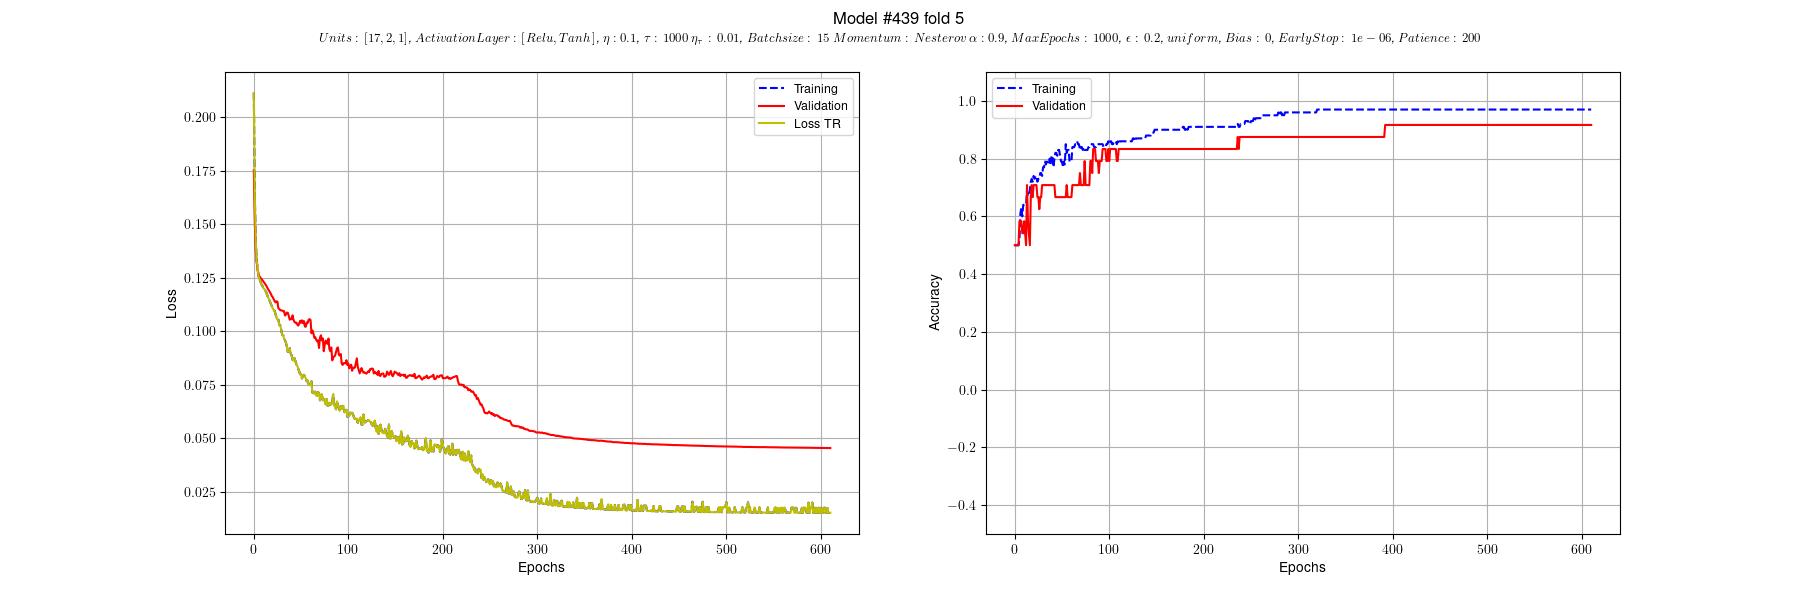 Model #439 fold 5
Units : [17, 2, 1], ActivationLayer : [Relu, Tanh], η : 0.1, τ : 1000 ητ : 0.01, Batchsize : 15 Momentum : Nesterov α : 0.9, MaxEpochs : 1000, ϵ : 0.2, uniform, Bias : 0, EarlyStop : 1e − 06, Patience : 200
Training
Validation
Loss TR
0.200
0.175
0.150
0.125
0.100
0.075
0.050
0.025
Loss
0 100 200 300 400 500 600
Epochs
Training
Validation
1.0
0.8
0.6
0.4
0.2
0.0
−0.2
−0.4
Accuracy
0 100 200 300 400 500 600
Epochs